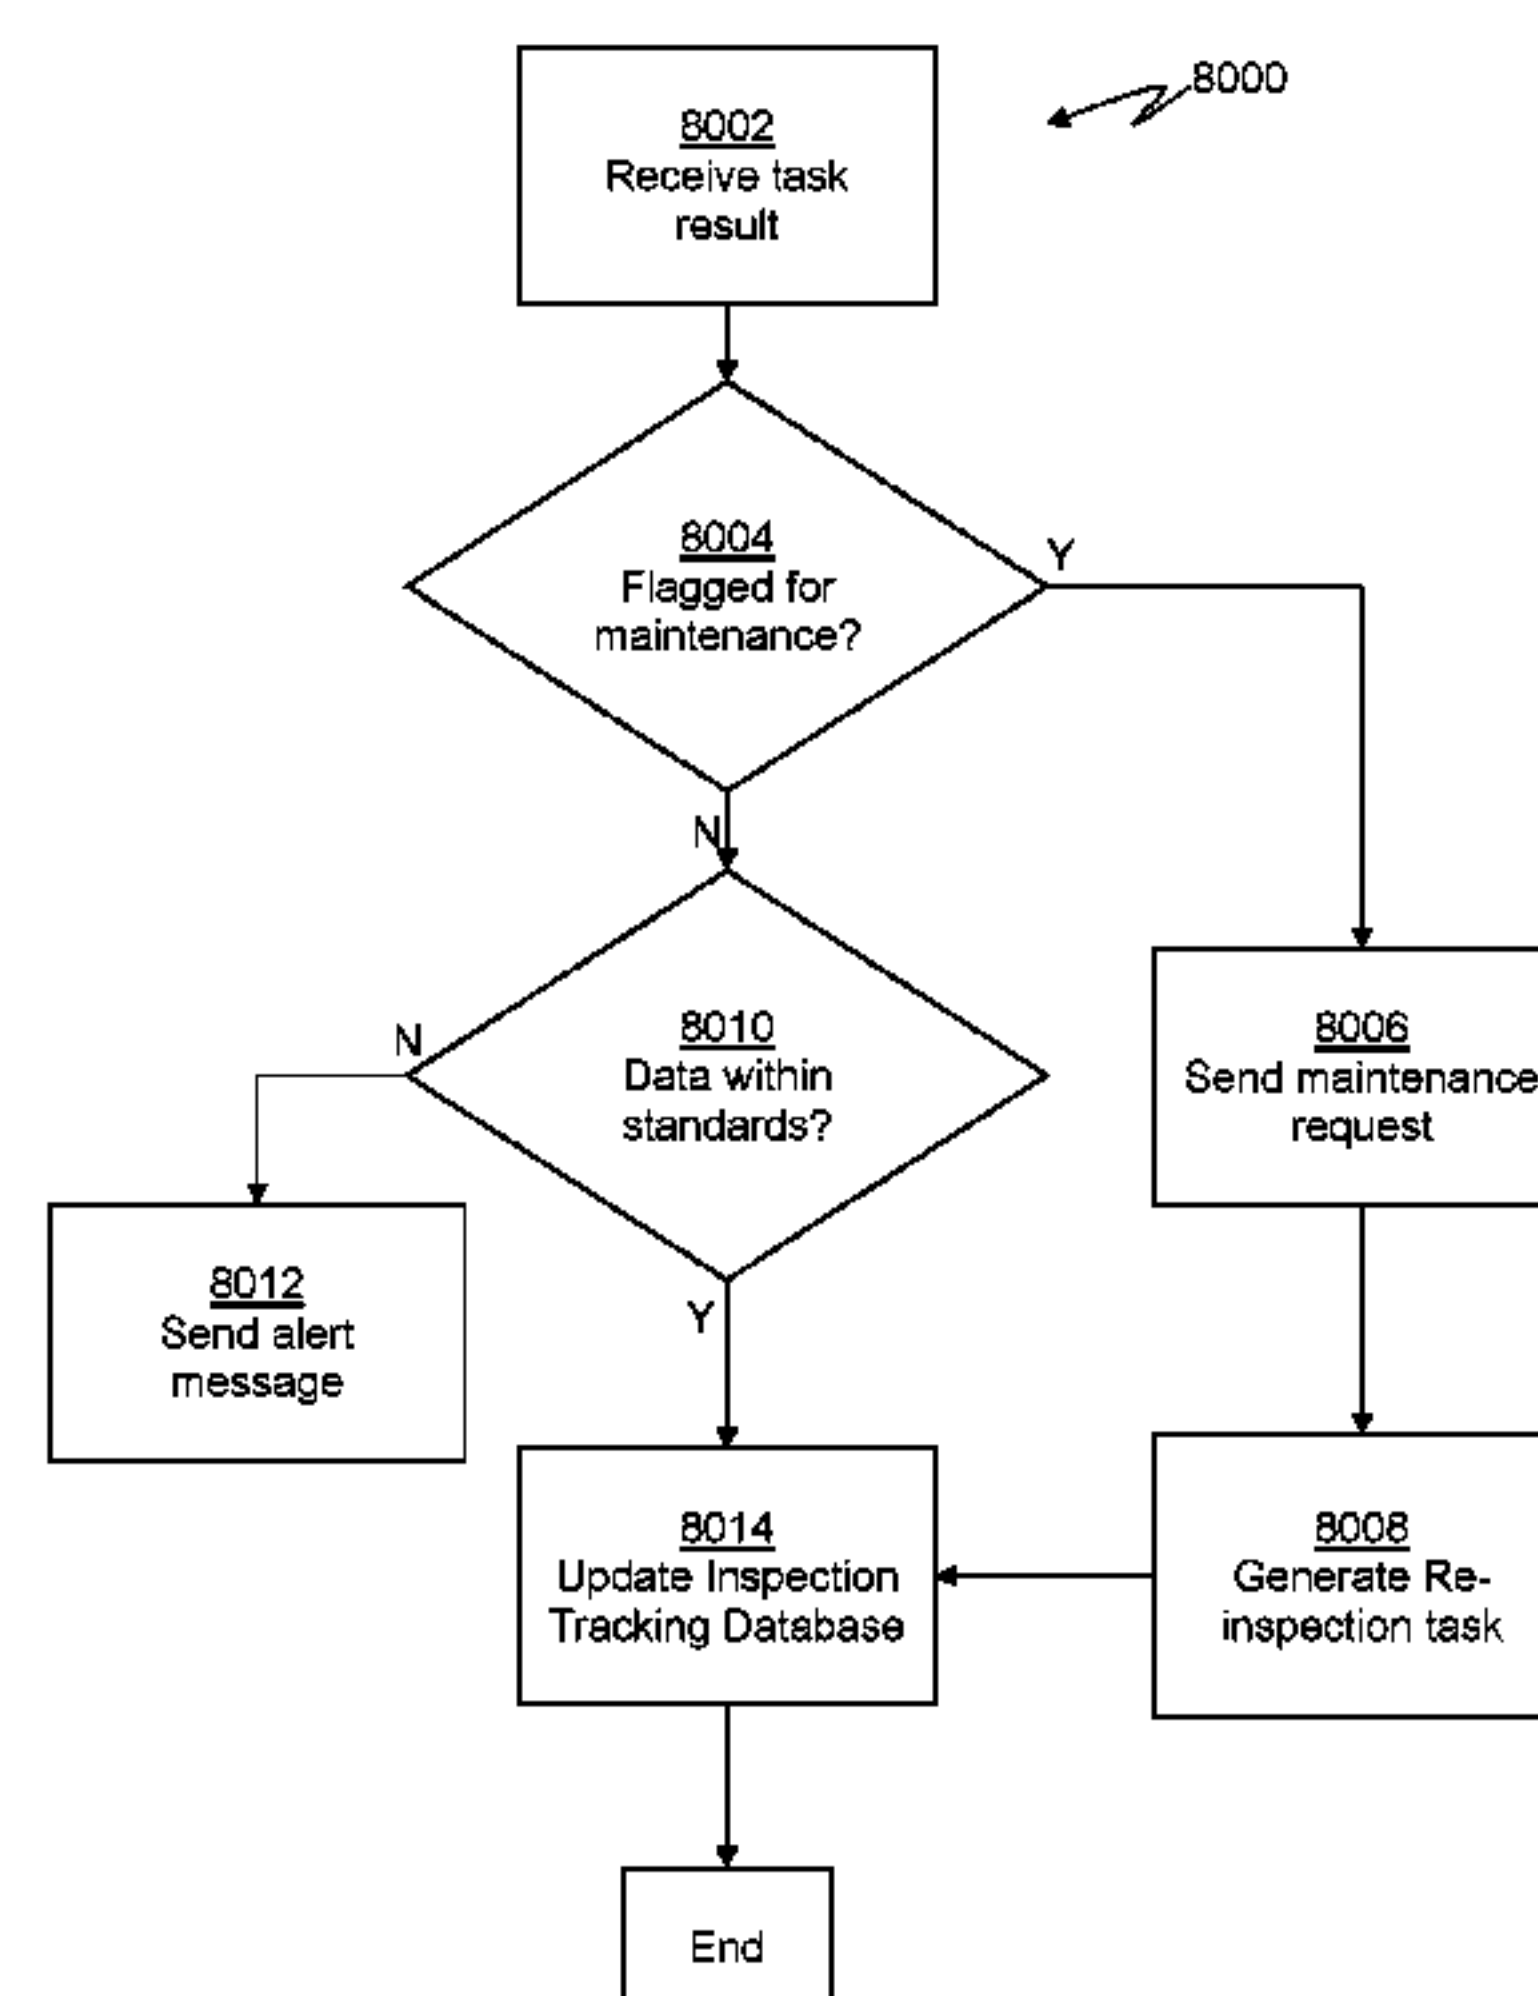 8000
8002
Receive task
result
8004
Flagged for
maintenance?
Y
N
8010
Data within
standards?
N
Y
8006
Send maintenance
request
8012
Send alert
message
8014
Update Inspection
Tracking Database
8008
Generate Re-
inspection task
End